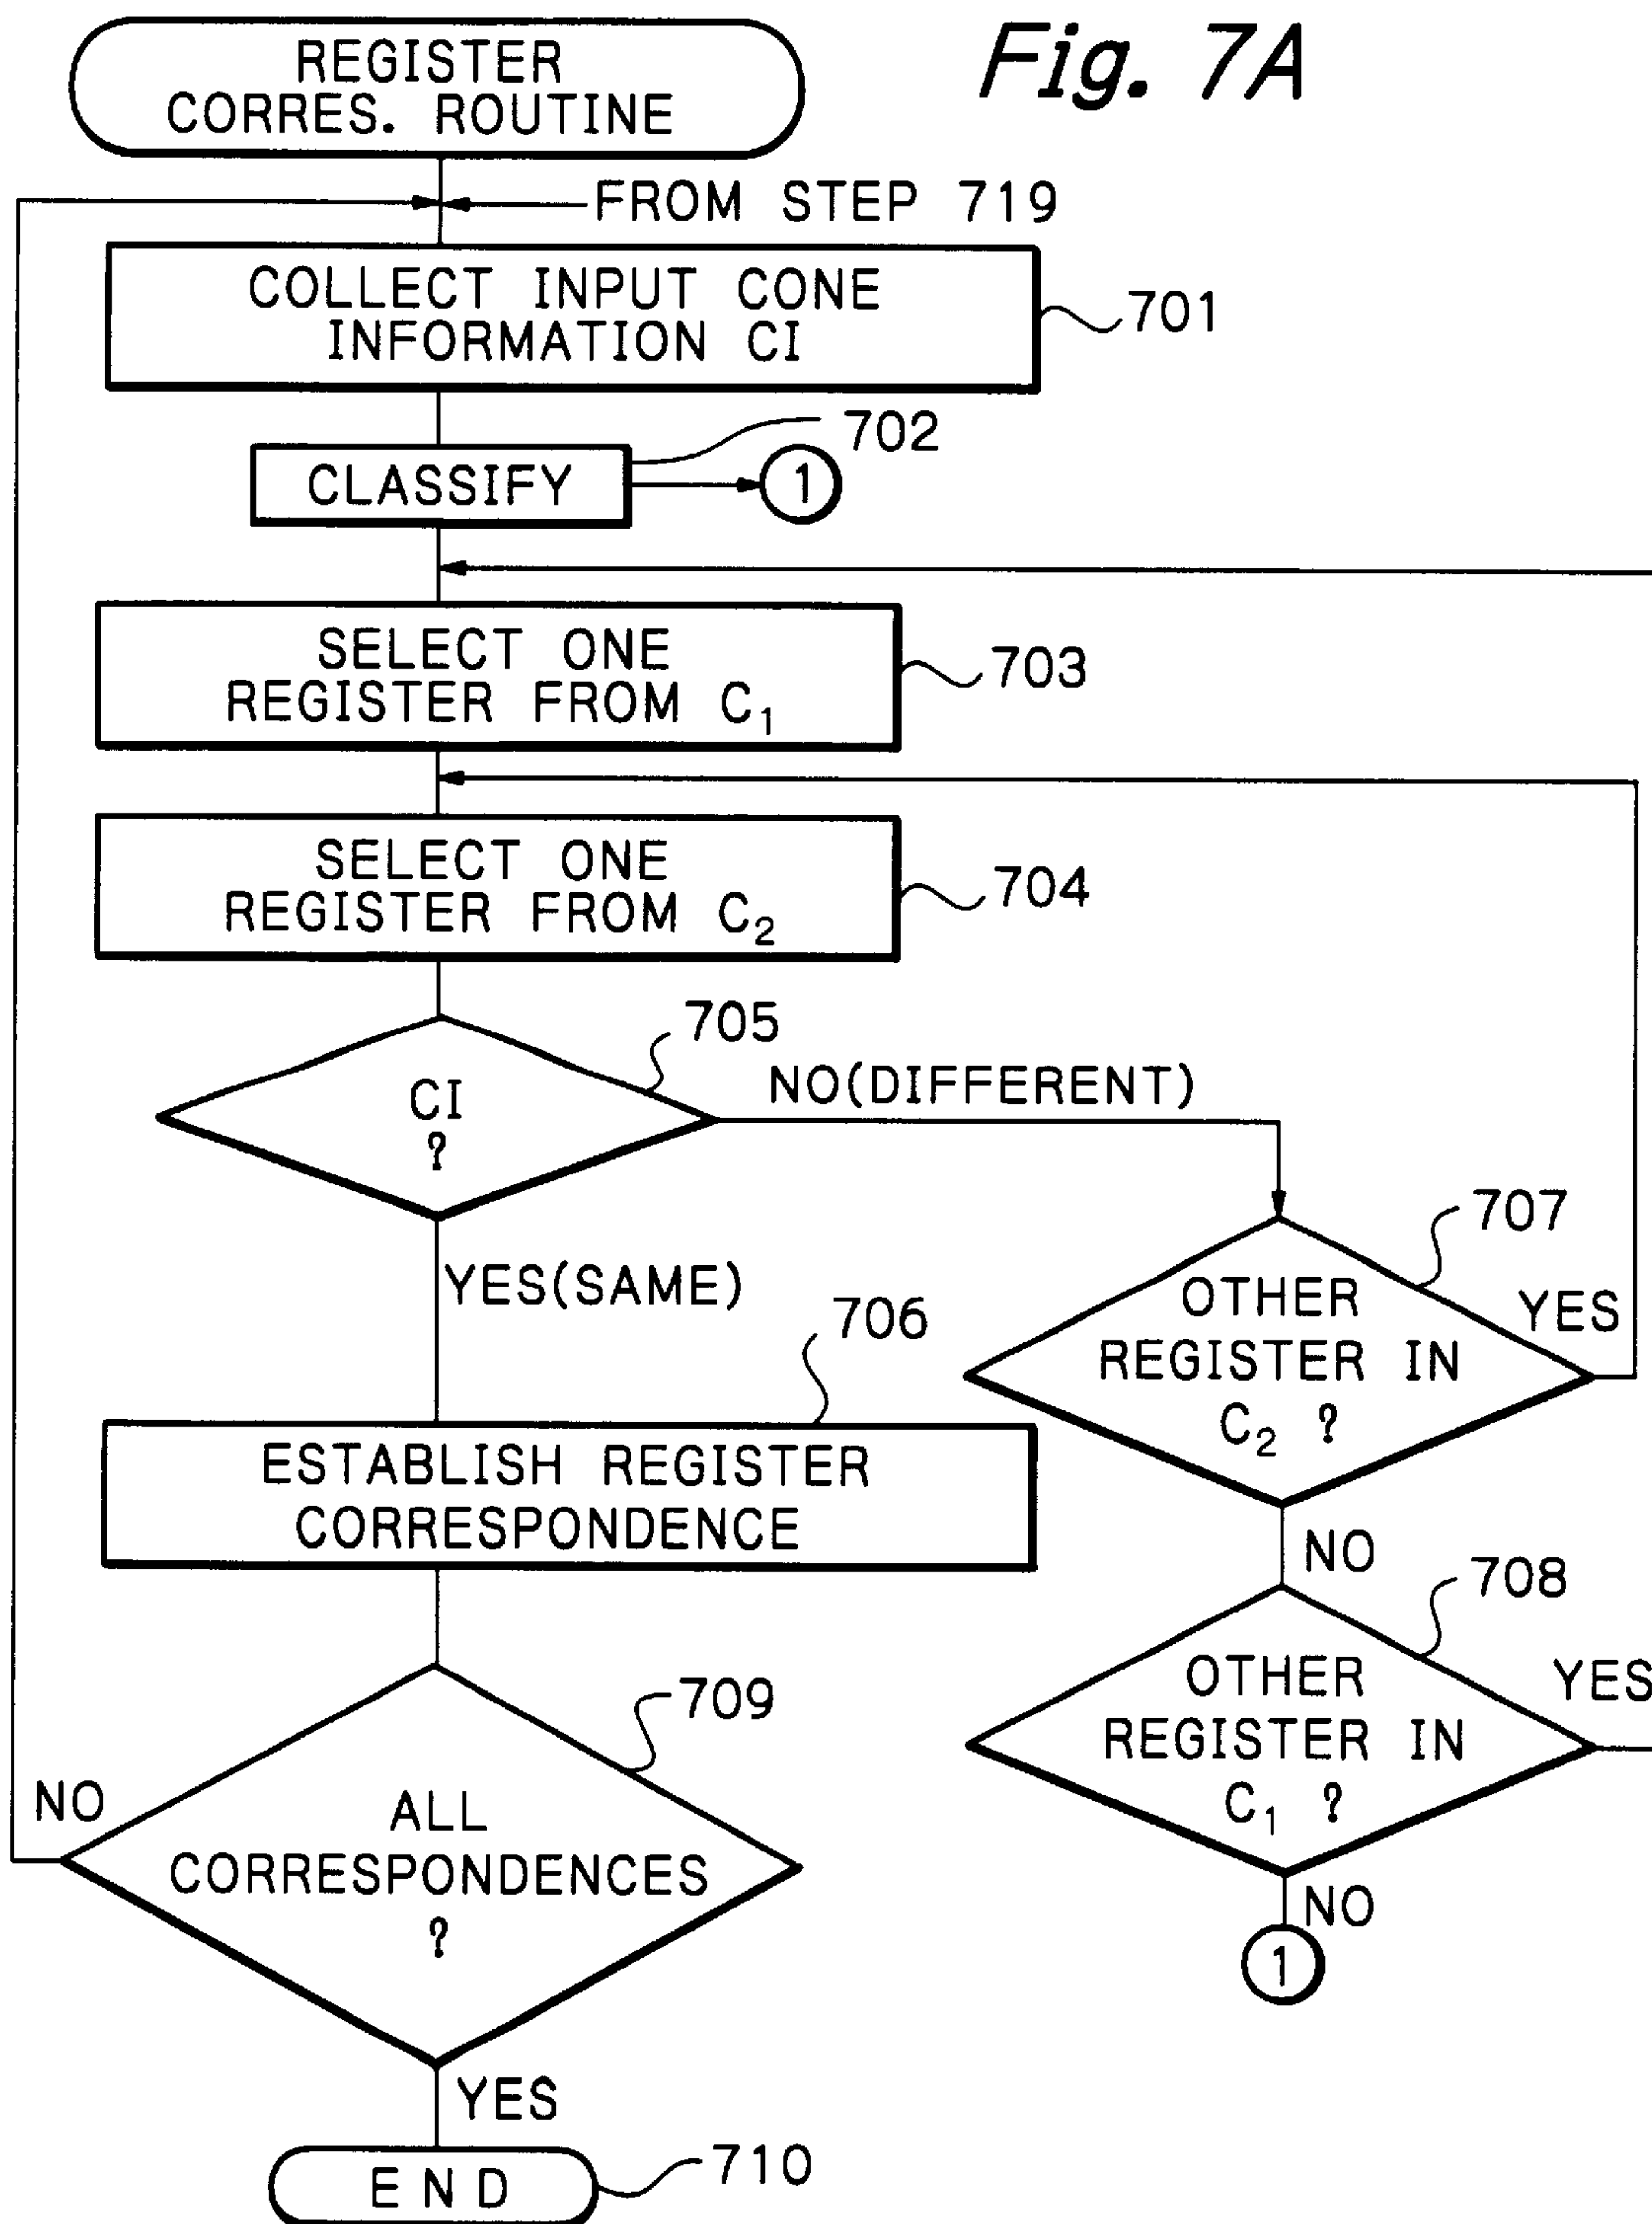 Fig. 7A
REGISTER
CORRES. ROUTINE
FROM STEP 719
COLLECT INPUT CONE
INFORMATION CI
701
702
CLASSIFY
1
SELECT ONE
REGISTER FROM C₁
703
SELECT ONE
REGISTER FROM C₂
704
705
CI
?
NO(DIFFERENT)
YES(SAME)
707
OTHER
REGISTER IN
C₂ ?
YES
NO
706
ESTABLISH REGISTER
CORRESPONDENCE
708
OTHER
REGISTER IN
C₁ ?
YES
NO
1
709
ALL
CORRESPONDENCES
?
NO
YES
END
710